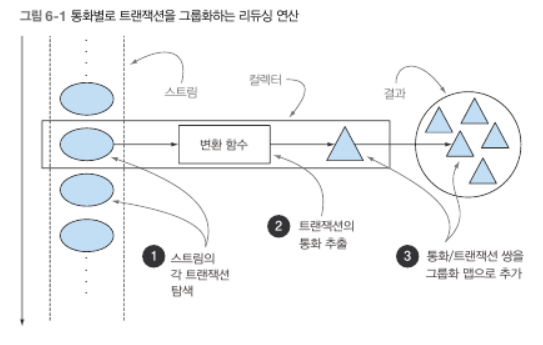 그림 6-1 통화별로 트랜잭션을 그룹화하는 리듀싱 연산
스트림
컬렉터
결과
변환 함수
1 스트림의
각 트랜잭션
탐색
2 트랜잭션의
통화 추출
3 통화/트랜잭션 쌍을
그룹화 맵으로 추가